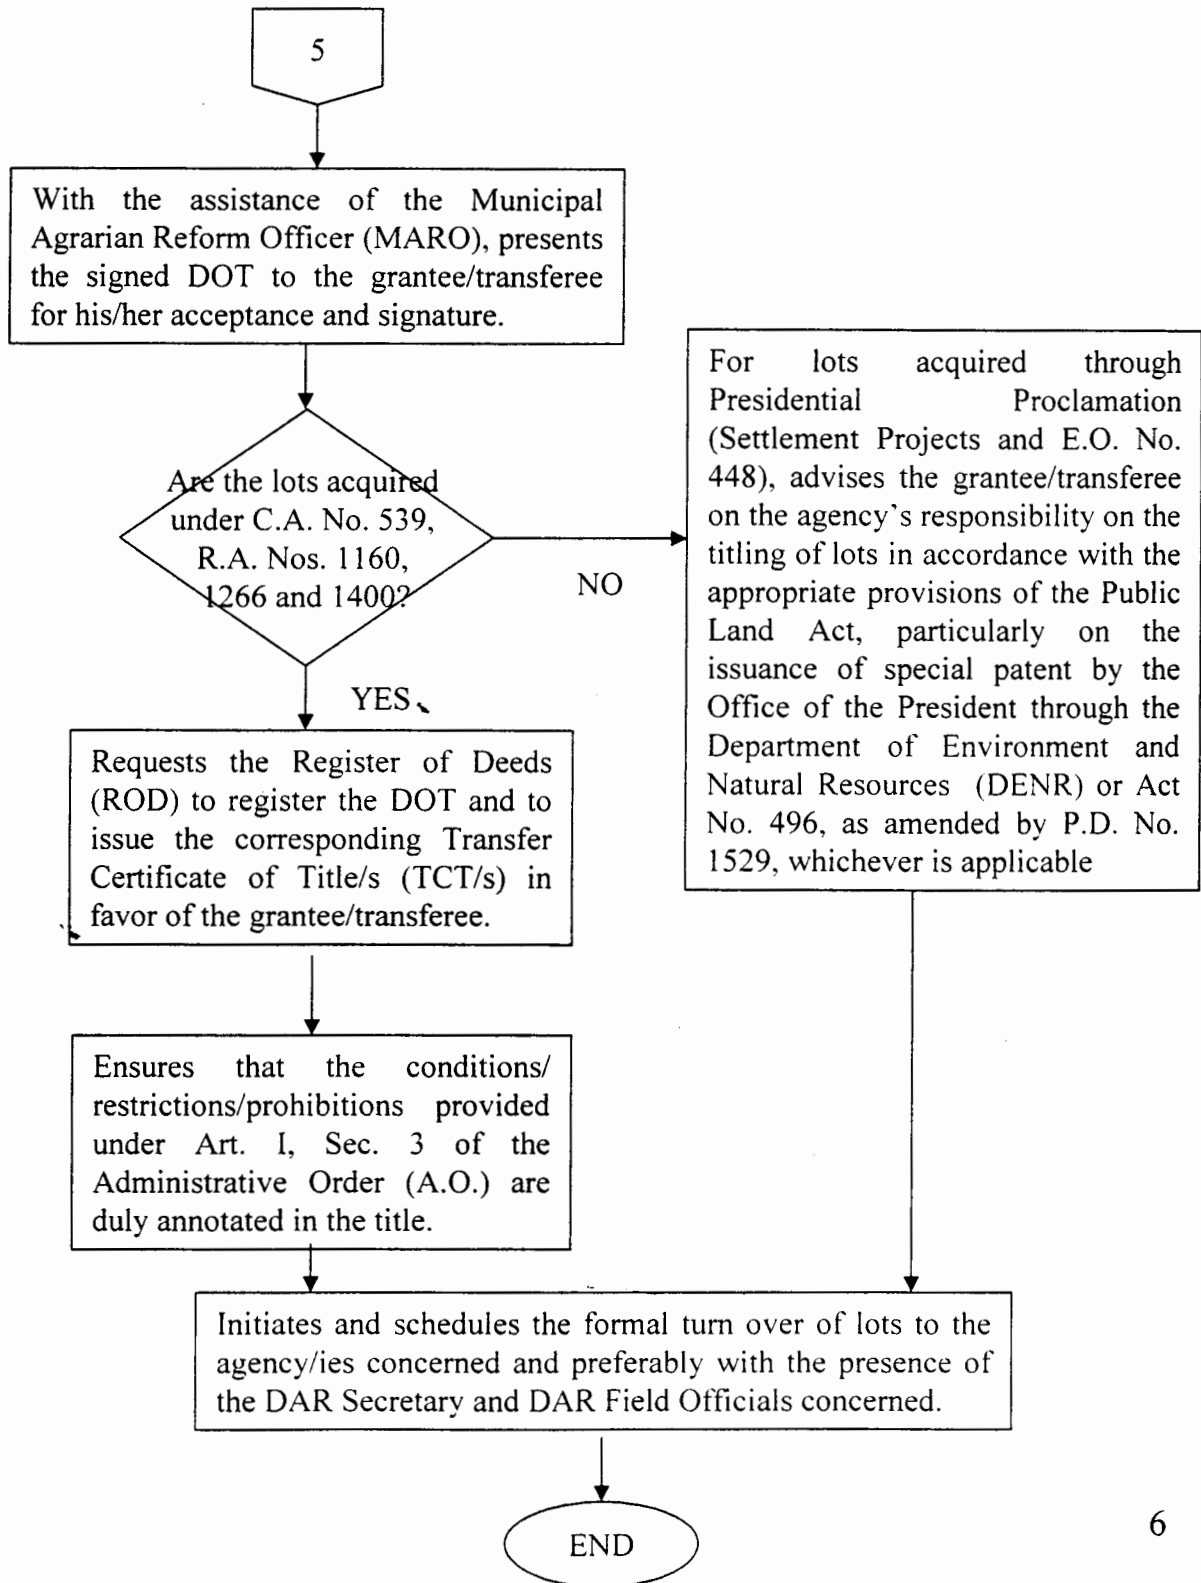 5
With the assistance of the Municipal
Agrarian Reform Officer (MARO), presents
the signed DOT to the grantee/transferee
for his/her acceptance and signature.
Are the lots acquired
under C.A. No. 539,
R.A. Nos. 1160,
1266 and 1400?
NO
YES
For lots acquired through
Presidential Proclamation
(Settlement Projects and E.O. No.
448), advises the grantee/transferee
on the agency's responsibility on the
titling of lots in accordance with the
appropriate provisions of the Public
Land Act, particularly on the
issuance of special patent by the
Office of the President through the
Department of Environment and
Natural Resources (DENR) or Act
No. 496, as amended by P.D. No.
1529, whichever is applicable
Requests the Register of Deeds
(ROD) to register the DOT and to
issue the corresponding Transfer
Certificate of Title/s (TCT/s) in
favor of the grantee/transferee.
Ensures that the conditions/
restrictions/prohibitions provided
under Art. I, Sec. 3 of the
Administrative Order (A.O.) are
duly annotated in the title.
Initiates and schedules the formal turn over of lots to the
agency/ies concerned and preferably with the presence of
the DAR Secretary and DAR Field Officials concerned.
END
6